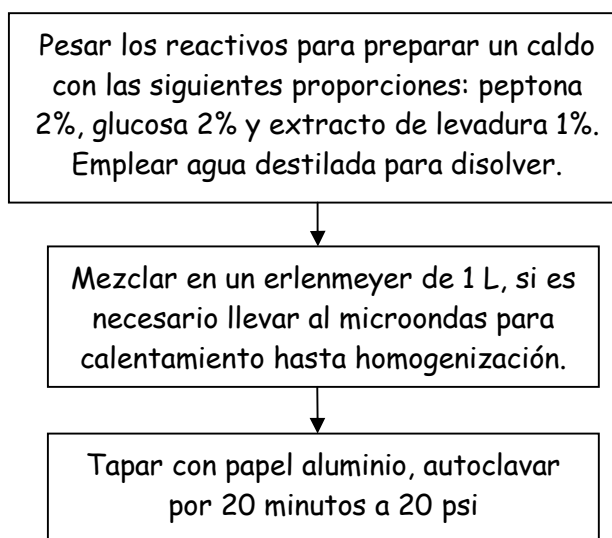 Pesar los reactivos para preparar un caldo
con las siguientes proporciones: peptona
2%, glucosa 2% y extracto de levadura 1%.
Emplear agua destilada para disolver.
Mezclar en un erlenmeyer de 1 L, si es
necesario llevar al microondas para
calentamiento hasta homogenización.
Tapar con papel aluminio, autoclavar
por 20 minutos a 20 psi